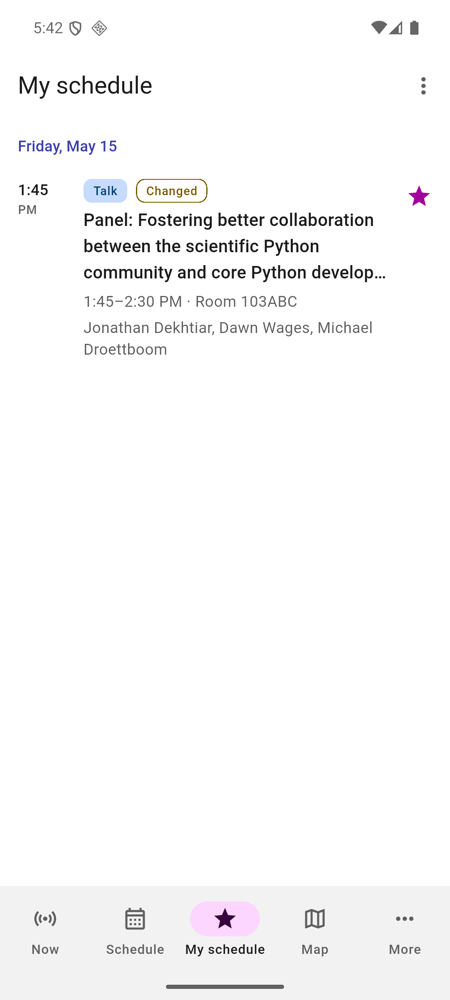 5:42
My schedule
Friday, May 15
1:45
PM
Talk
Changed
Panel: Fostering better collaboration
between the scientific Python
community and core Python develop…
1:45–2:30 PM · Room 103ABC
Jonathan Dekhtiar, Dawn Wages, Michael
Droettboom
Now
Schedule
My schedule
Map
More